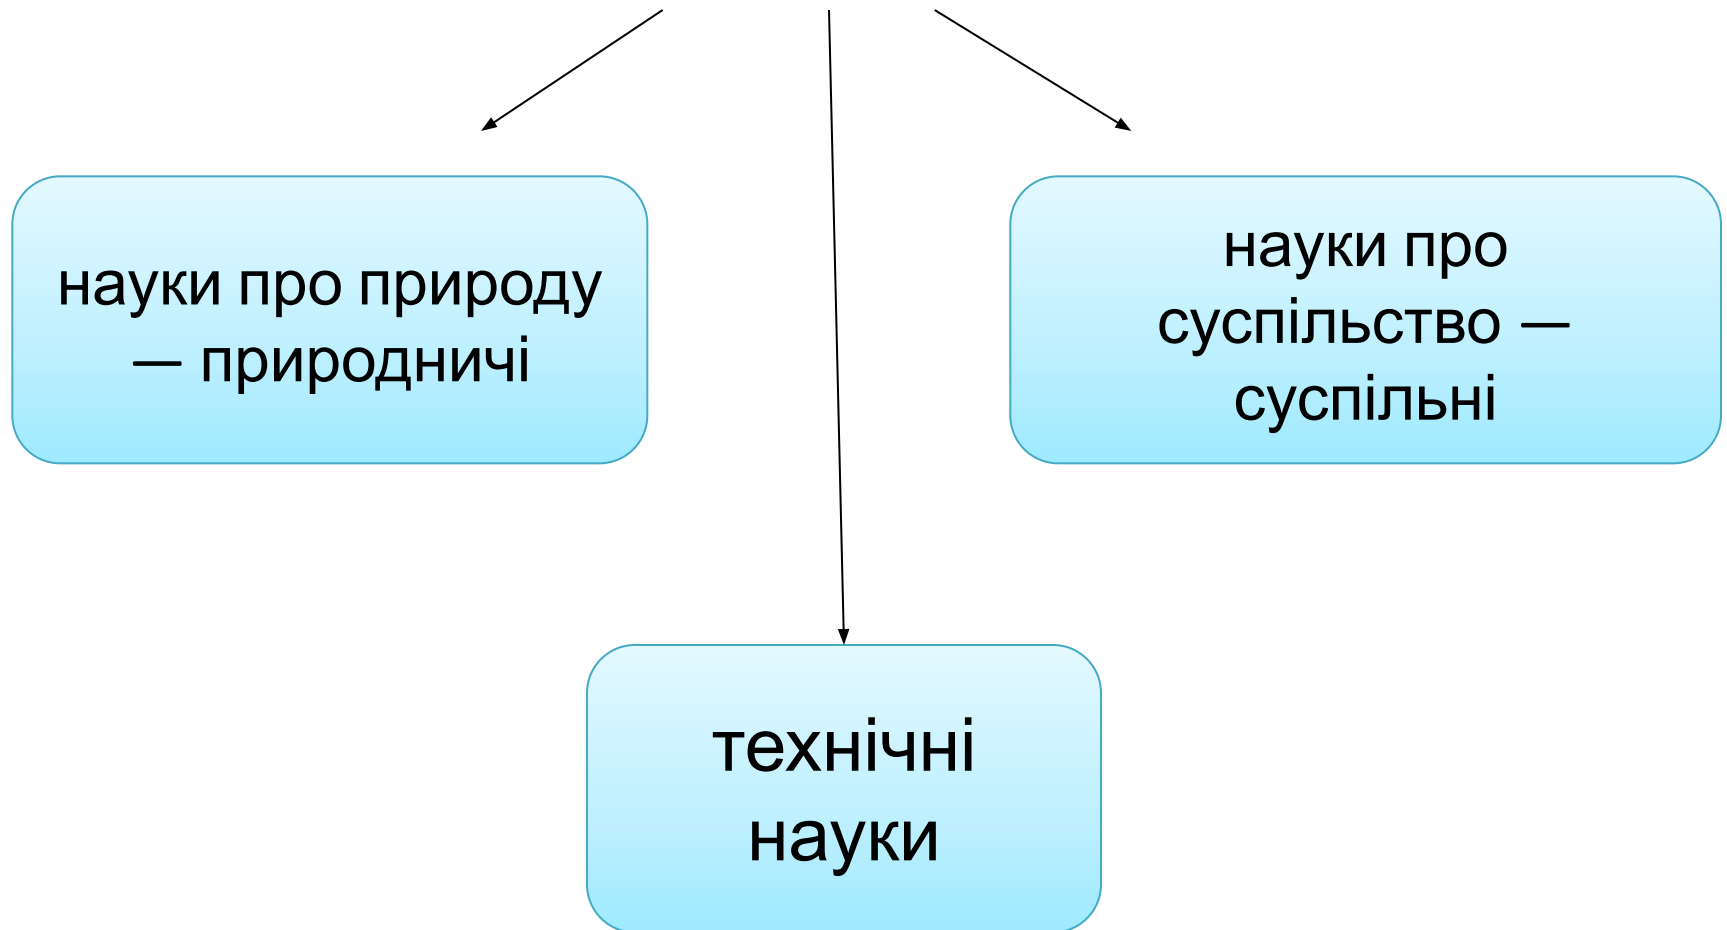 науки про природу
— природничі
науки про
суспільство —
суспільні
технічні
науки